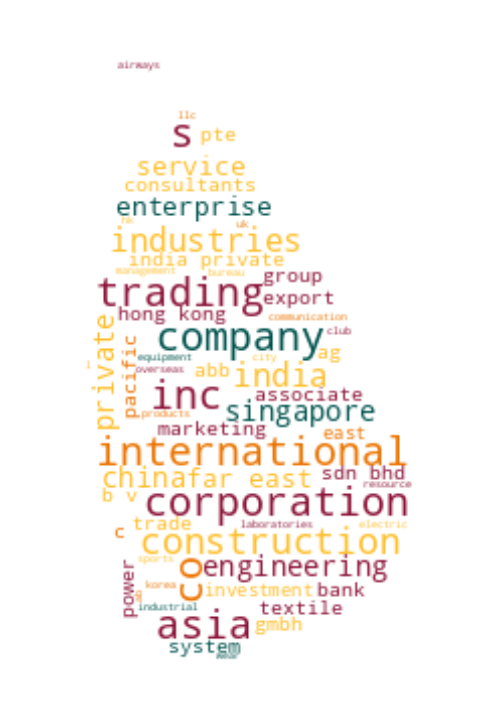 airways
llc
s pte
service
consultants
enterprise
hk uk
industries
india private
management bureau
group
trading export
hong kong communication
company club
private
pacific
equipment city ag
overseas abb india
inc associate
singapore
products
marketing east
international
china far east sdn bhd
resource
b v corporation
c trade laboratories electric
construction
sports
power co engineering
korea investment bank
industrial textile
asia gmbh
system